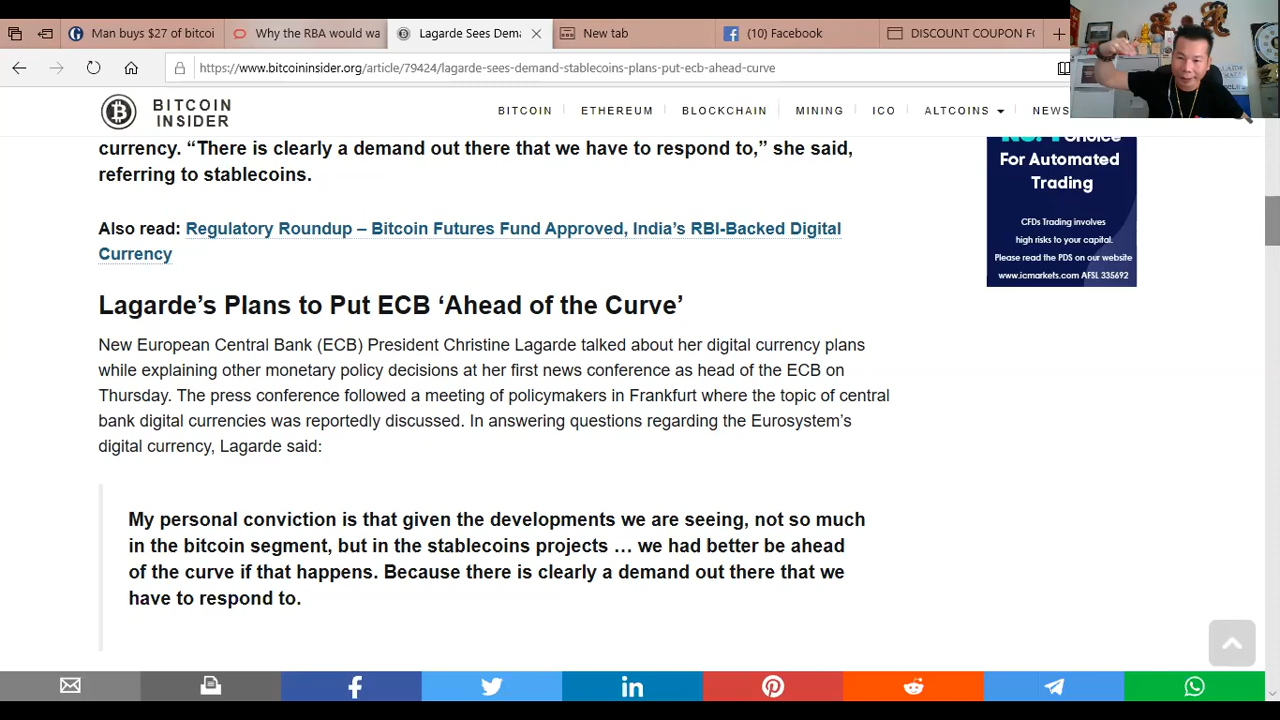 Man buys $27 of bitcoi
Why the RBA would wa
Lagarde Sees Dema
New tab
(10) Facebook
DISCOUNT COUPON FO
https://www.bitcoininsider.org/article/79424/lagarde-sees-demand-stablecoins-plans-put-ecb-ahead-curve
BITCOIN
INSIDER
BITCOIN
ETHEREUM
BLOCKCHAIN
MINING
ICO
ALTCOINS
NEWS
currency. “There is clearly a demand out there that we have to respond to,” she said,
referring to stablecoins.
Also read: Regulatory Roundup – Bitcoin Futures Fund Approved, India’s RBI-Backed Digital
Currency
Lagarde’s Plans to Put ECB ‘Ahead of the Curve’
New European Central Bank (ECB) President Christine Lagarde talked about her digital currency plans
while explaining other monetary policy decisions at her first news conference as head of the ECB on
Thursday. The press conference followed a meeting of policymakers in Frankfurt where the topic of central
bank digital currencies was reportedly discussed. In answering questions regarding the Eurosystem’s
digital currency, Lagarde said:
My personal conviction is that given the developments we are seeing, not so much
in the bitcoin segment, but in the stablecoins projects … we had better be ahead
of the curve if that happens. Because there is clearly a demand out there that we
have to respond to.
No. 1 Choice
For Automated
Trading
CFDs Trading involves
high risks to your capital.
Please read the PDS on our website
www.icmarkets.com AFSL 335692